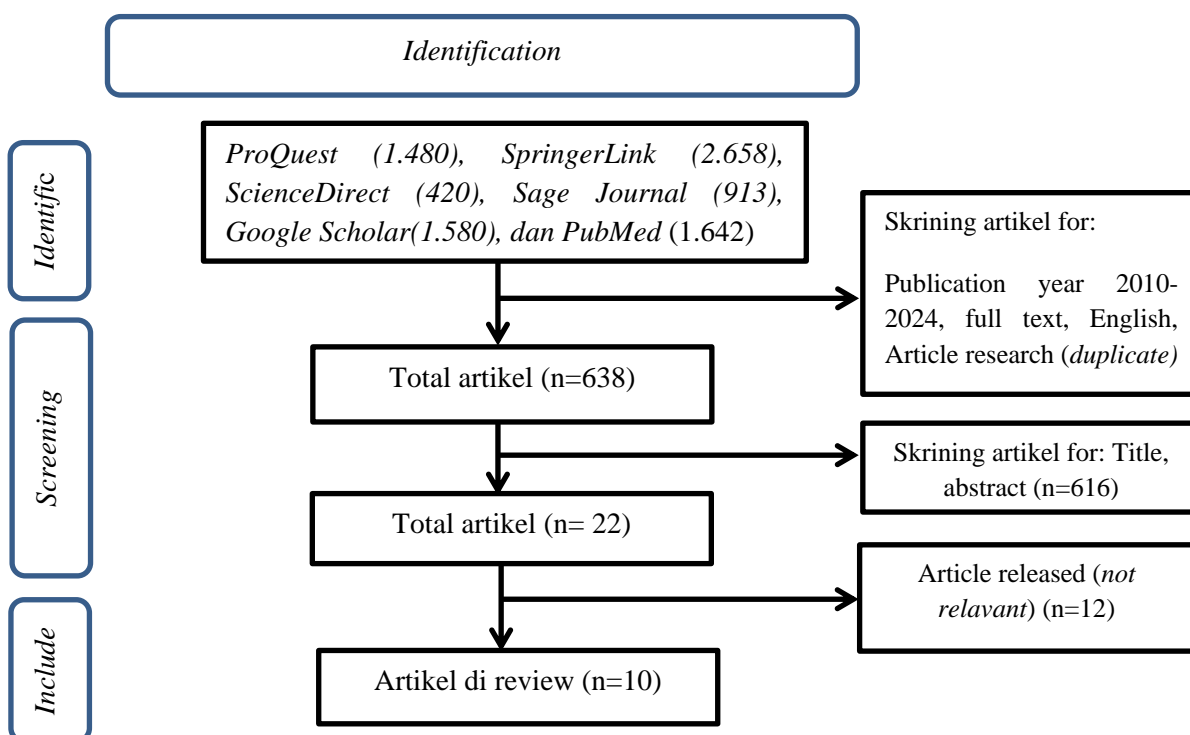 Identification
Identific
ProQuest (1.480), SpringerLink (2.658),
ScienceDirect (420), Sage Journal (913),
Google Scholar(1.580), dan PubMed (1.642)
Skrining artikel for:
Publication year 2010-
2024, full text, English,
Article research (duplicate)
Screening
Total artikel (n=638)
Skrining artikel for: Title,
abstract (n=616)
Total artikel (n= 22)
Article released (not
relavant) (n=12)
Include
Artikel di review (n=10)